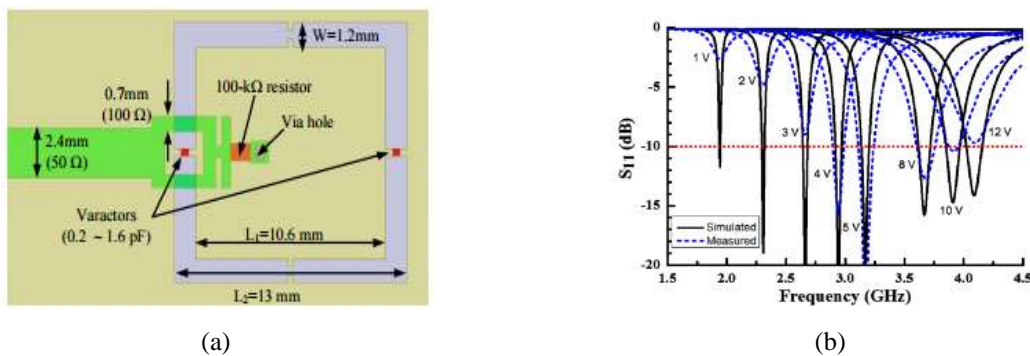 W=1.2mm
0.7mm
(100 Ω)
100-kΩ resistor
Via hole
2.4mm
(50 Ω)
Varactors
(0.2 ~ 1.6 pF)
L₁=10.6 mm
L₂=13 mm
(a)
S₁₁ (dB)
0
-5
-10
-15
-20
1 V
2 V
3 V
4 V
5 V
8 V
10 V
12 V
Simulated
Measured
1.5 2.0 2.5 3.0 3.5 4.0 4.5
Frequency (GHz)
(b)